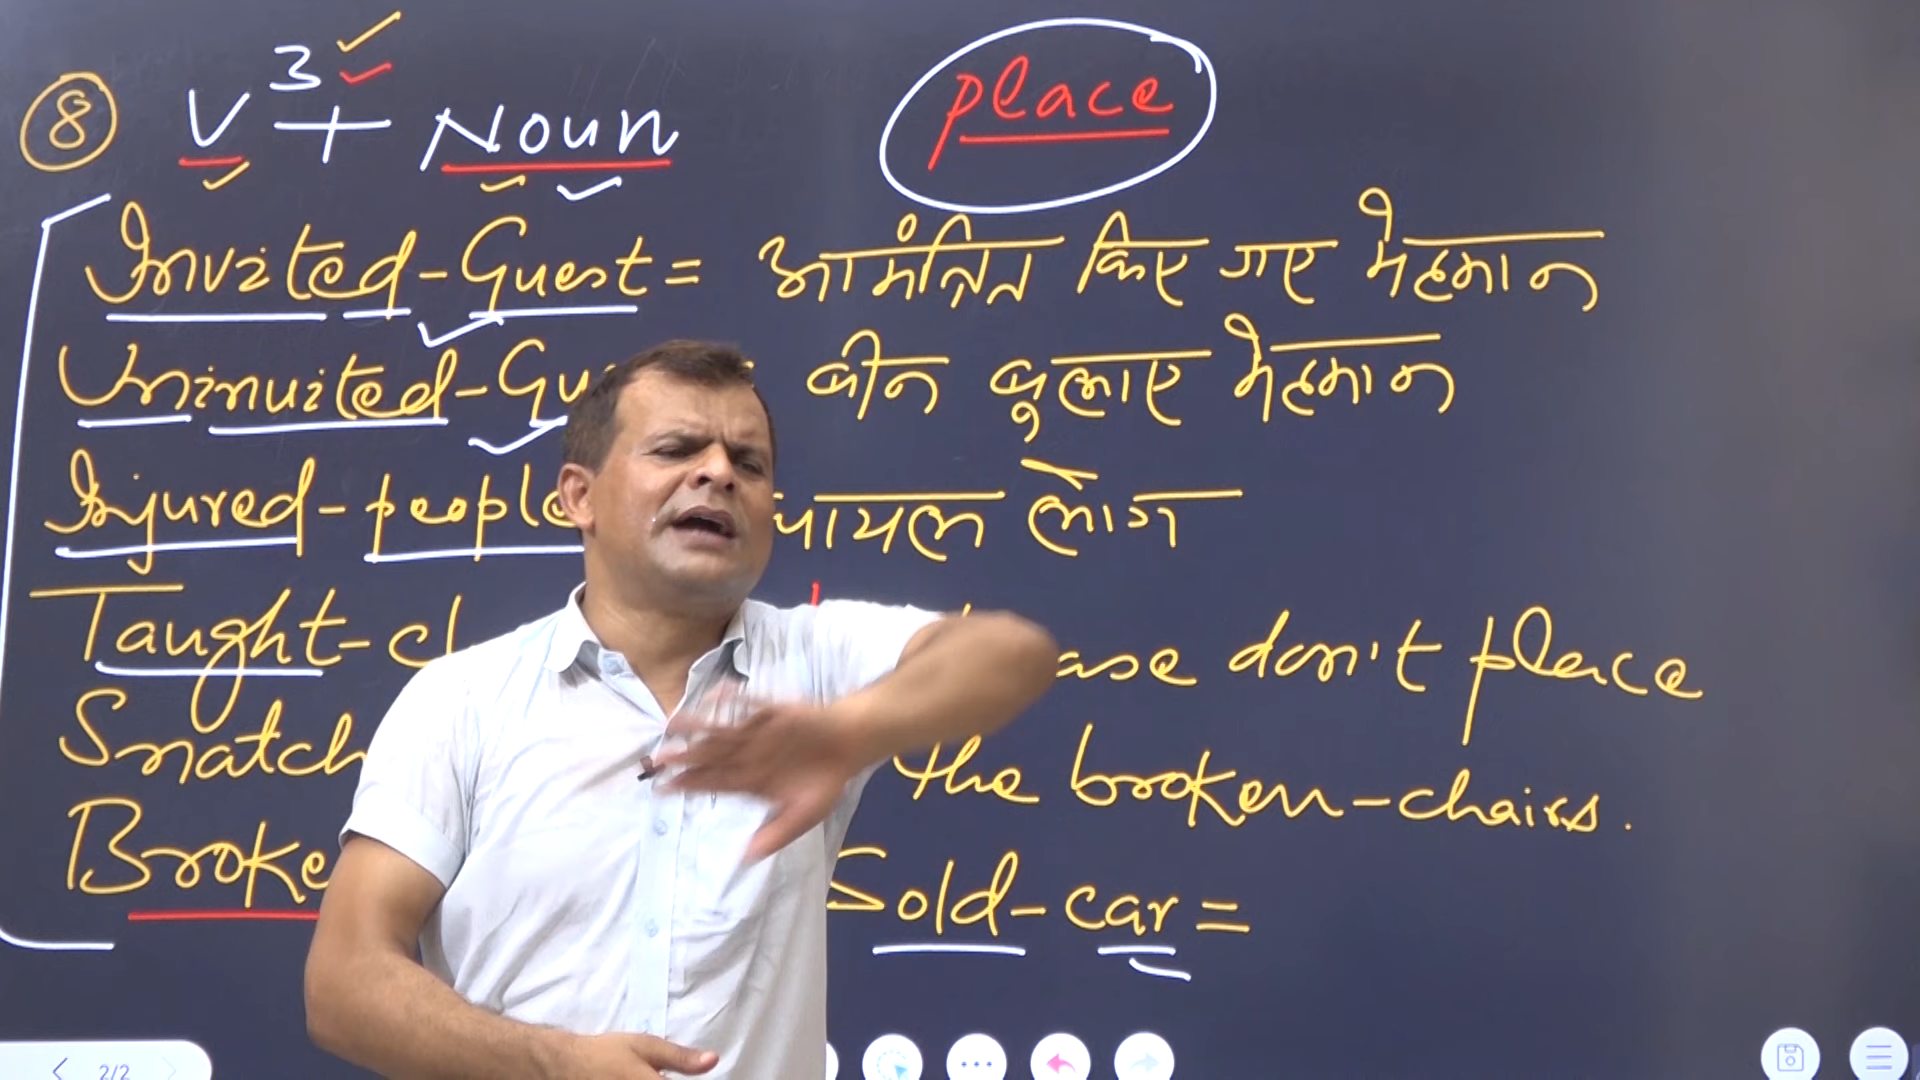 8 V3 + Noun
place
Invited-Guest = आमंत्रित किए गए मेहमान
Uninvited-Gu बीन बुलाए मेहमान
Injured-people घायल लोग
Taught-cl ase don't place
Snatch the broken-chairs.
Broke Sold-car =
2/2